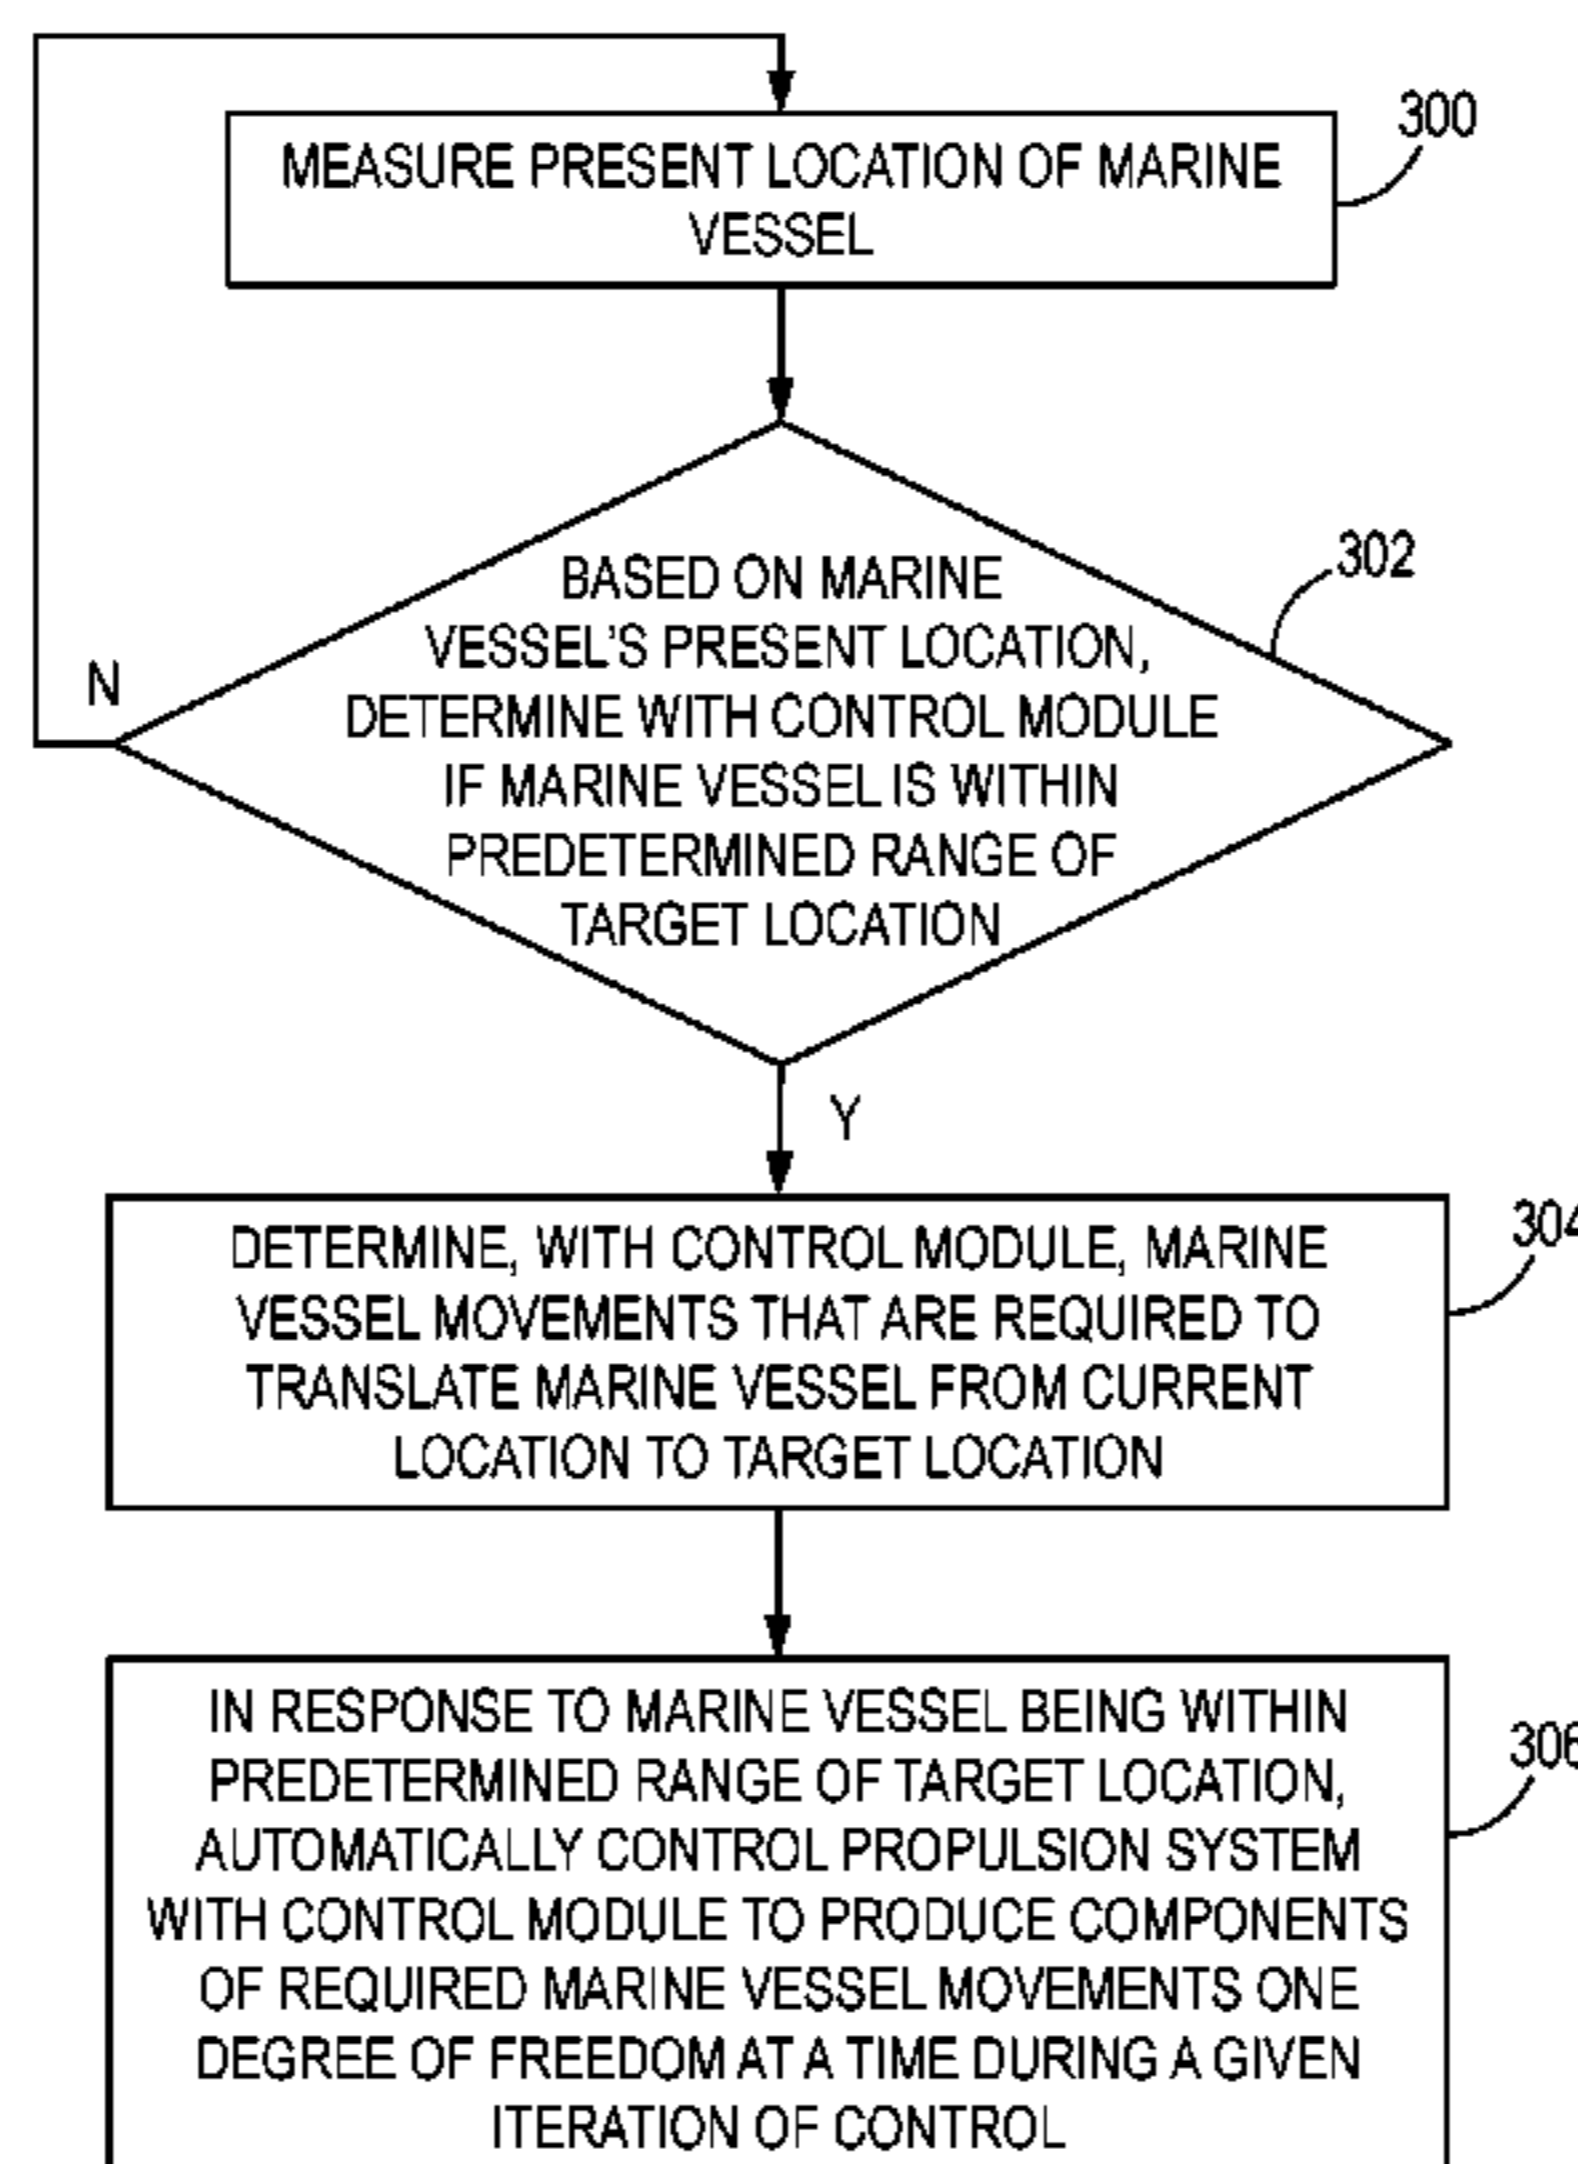 300
MEASURE PRESENT LOCATION OF MARINE
VESSEL
302
BASED ON MARINE
VESSEL'S PRESENT LOCATION,
DETERMINE WITH CONTROL MODULE
IF MARINE VESSEL IS WITHIN
PREDETERMINED RANGE OF
TARGET LOCATION
N
Y
304
DETERMINE, WITH CONTROL MODULE, MARINE
VESSEL MOVEMENTS THAT ARE REQUIRED TO
TRANSLATE MARINE VESSEL FROM CURRENT
LOCATION TO TARGET LOCATION
306
IN RESPONSE TO MARINE VESSEL BEING WITHIN
PREDETERMINED RANGE OF TARGET LOCATION,
AUTOMATICALLY CONTROL PROPULSION SYSTEM
WITH CONTROL MODULE TO PRODUCE COMPONENTS
OF REQUIRED MARINE VESSEL MOVEMENTS ONE
DEGREE OF FREEDOM AT A TIME DURING A GIVEN
ITERATION OF CONTROL